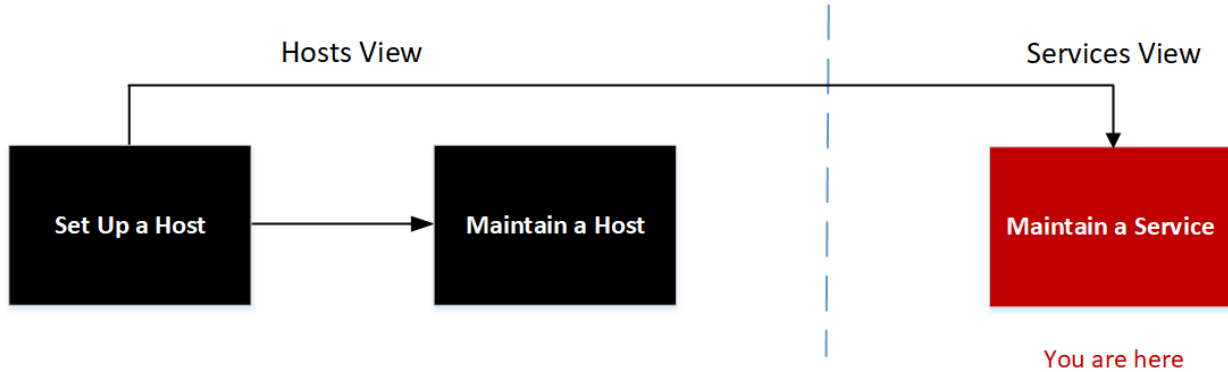 Hosts View
Services View
Set Up a Host
Maintain a Host
Maintain a Service
You are here